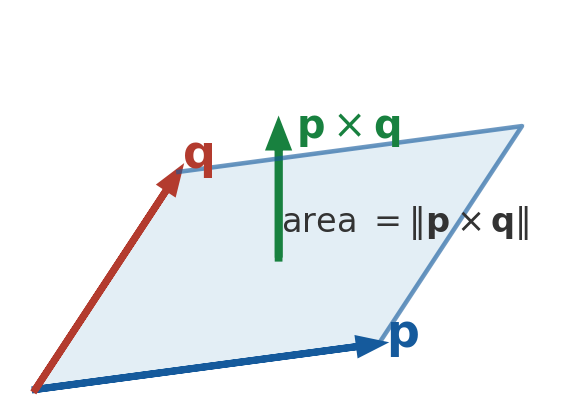 p × q
q
area = ‖p × q‖
p